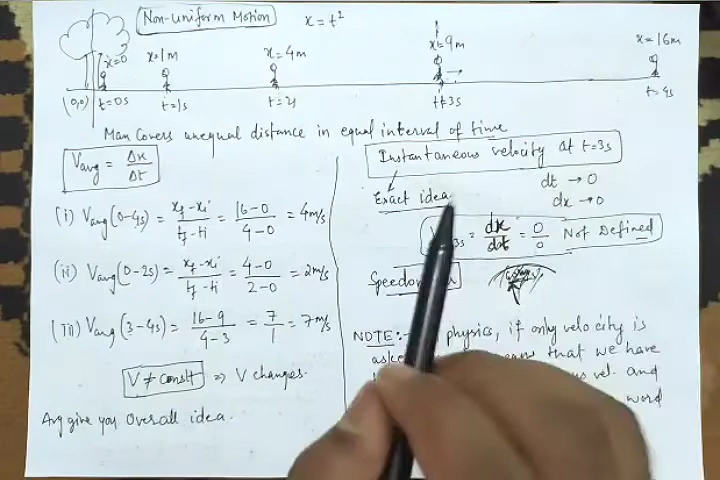 Non-Uniform Motion x = t²
x=0 x=1m x=4m x=9m x=16m
(0,0) t=0s t=1s t=2s t=3s t=4s
Man Covers unequal distance in equal interval of time
Vavg = Δx/Δt
(i) Vavg(0-4s) = xf-xi/tf-ti = 16-0/4-0 = 4m/s
(ii) Vavg(0-2s) = xf-xi/tf-ti = 4-0/2-0 = 2m/s
(iii) Vavg(3-4s) = 16-9/4-3 = 7/1 = 7m/s
V ≠ constt ⇒ V changes.
Avg give you Overall idea.
Instantaneous velocity at t=3s
Exact idea
dt → 0
dx → 0
3s = dx/dt = 0/0 Not Defined
NOTE:- physics, if only velocity is
that we have
vel. and
word